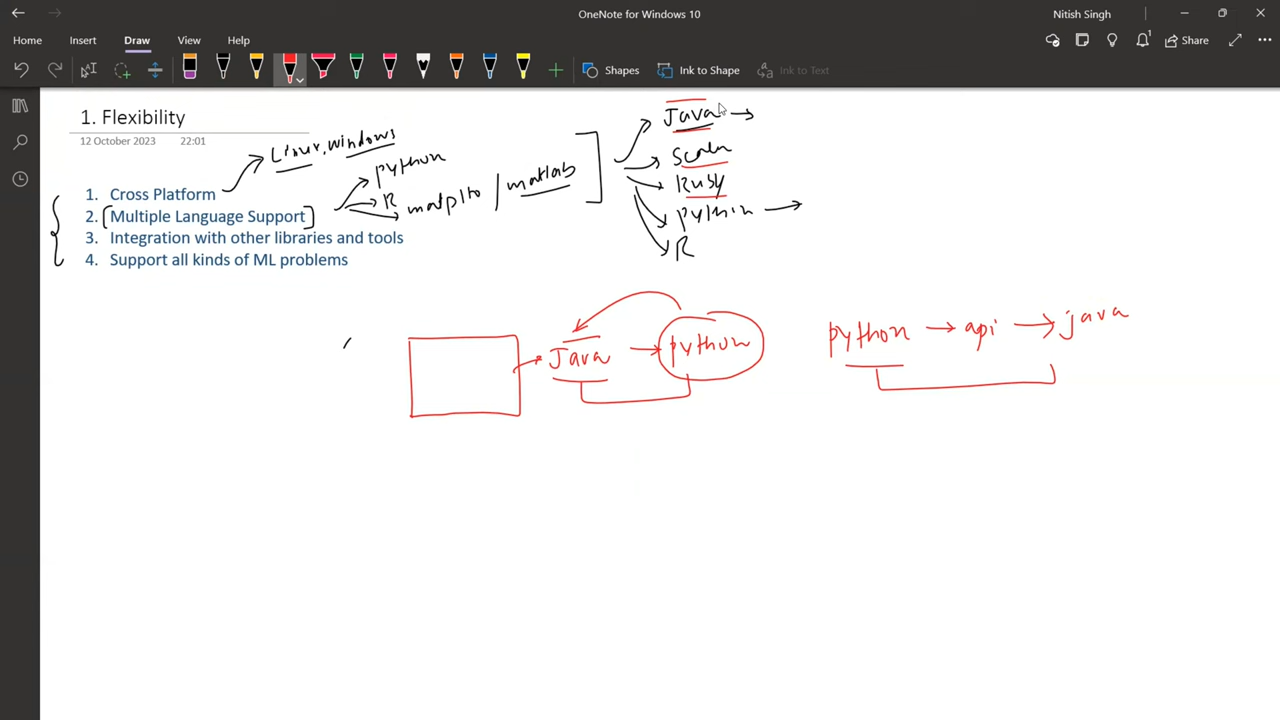 OneNote for Windows 10
Nitish Singh
Home Insert Draw View Help
Share
Shapes Ink to Shape Ink to Text
1. Flexibility
12 October 2023 22:01
Linux, Windows
1. Cross Platform
2. Multiple Language Support
3. Integration with other libraries and tools
4. Support all kinds of ML problems
python
R
matplto / matlab
Java
Scala
Ruby
python
R
Java python
python api java